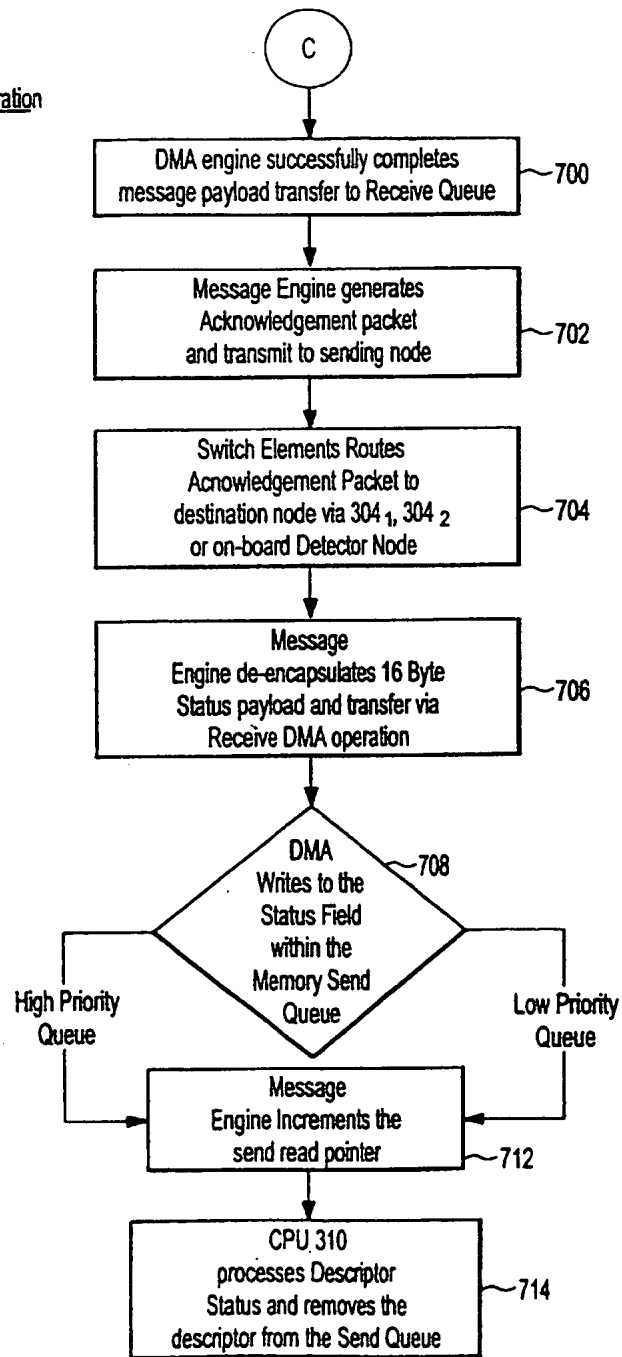 C
ration
DMA engine successfully completes
message payload transfer to Receive Queue
700
Message Engine generates
Acknowledgement packet
and transmit to sending node
702
Switch Elements Routes
Acnowledgement Packet to
destination node via 304 1, 304 2
or on-board Detector Node
704
Message
Engine de-encapsulates 16 Byte
Status payload and transfer via
Receive DMA operation
706
DMA
Writes to the
Status Field
within the
Memory Send
Queue
708
High Priority
Queue
Low Priority
Queue
Message
Engine Increments the
send read pointer
712
CPU 310
processes Descriptor
Status and removes the
descriptor from the Send Queue
714